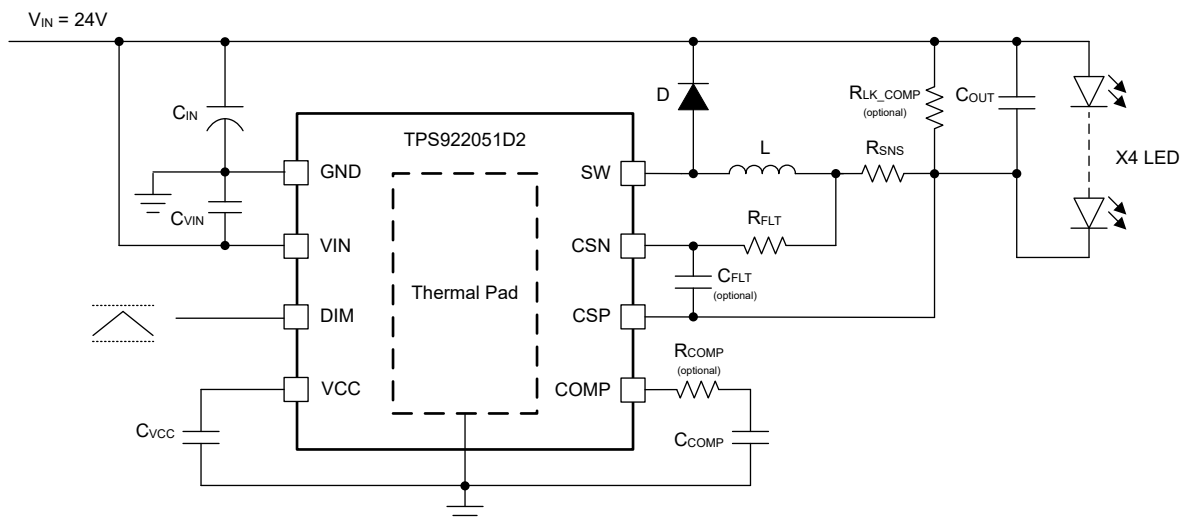 VIN = 24V
CIN
GND
CVIN
VIN
DIM
VCC
CVCC
TPS922051D2
Thermal Pad
SW
CSN
CSP
COMP
D
L
RSNS
RLK_COMP
(optional)
COUT
X4 LED
RFLT
CFLT
(optional)
RCOMP
(optional)
CCOMP